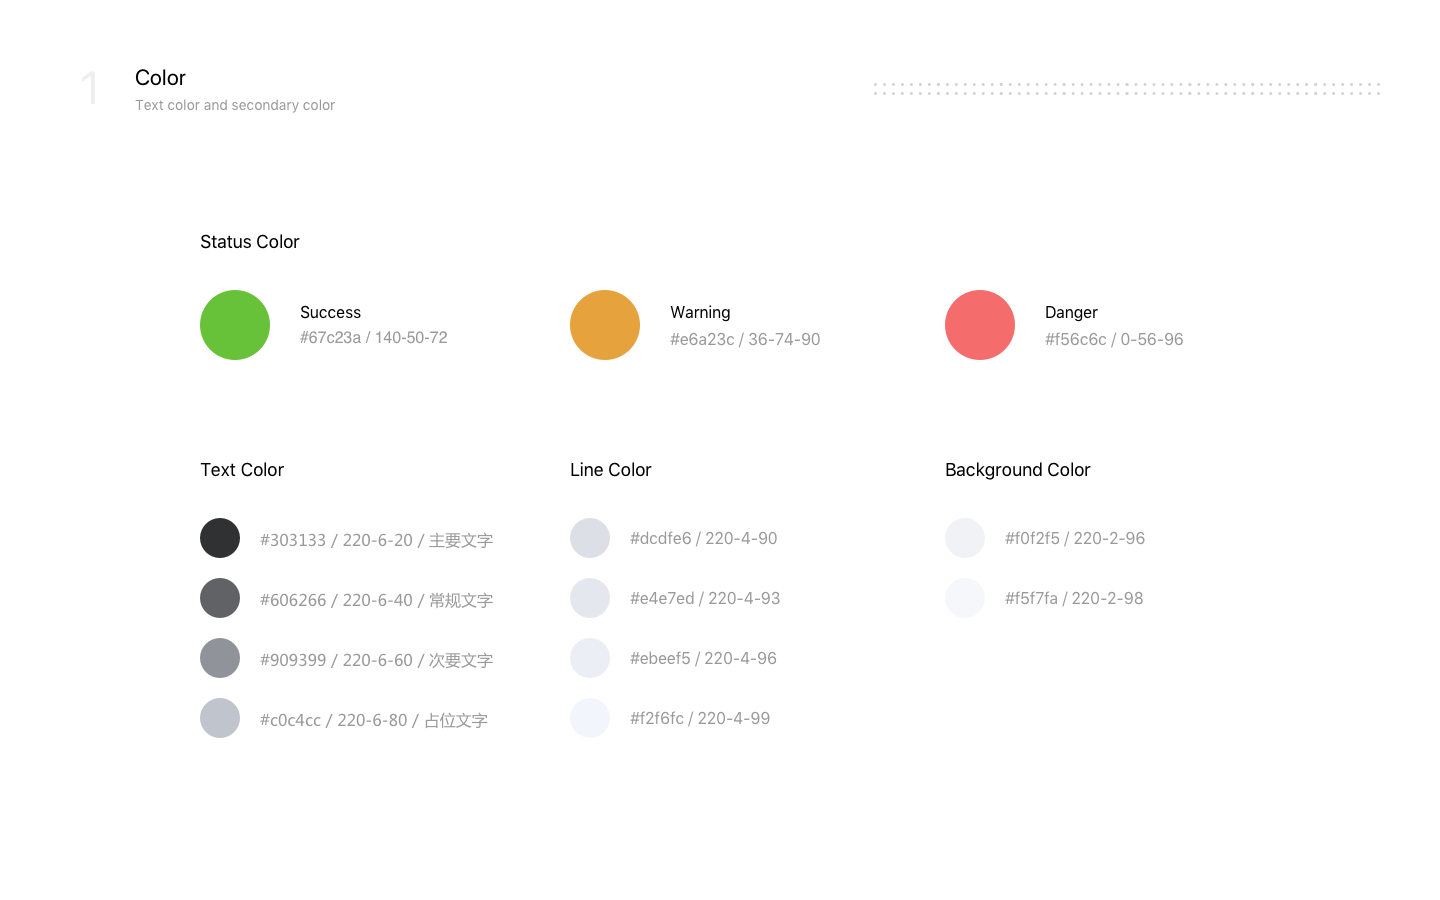 1
Color
Text color and secondary color
Status Color
Success
#67c23a / 140-50-72
Warning
#e6a23c / 36-74-90
Danger
#f56c6c / 0-56-96
Text Color
#303133 / 220-6-20 / 主要文字
#606266 / 220-6-40 / 常规文字
#909399 / 220-6-60 / 次要文字
#c0c4cc / 220-6-80 / 占位文字
Line Color
#dcdfe6 / 220-4-90
#e4e7ed / 220-4-93
#ebeef5 / 220-4-96
#f2f6fc / 220-4-99
Background Color
#f0f2f5 / 220-2-96
#f5f7fa / 220-2-98